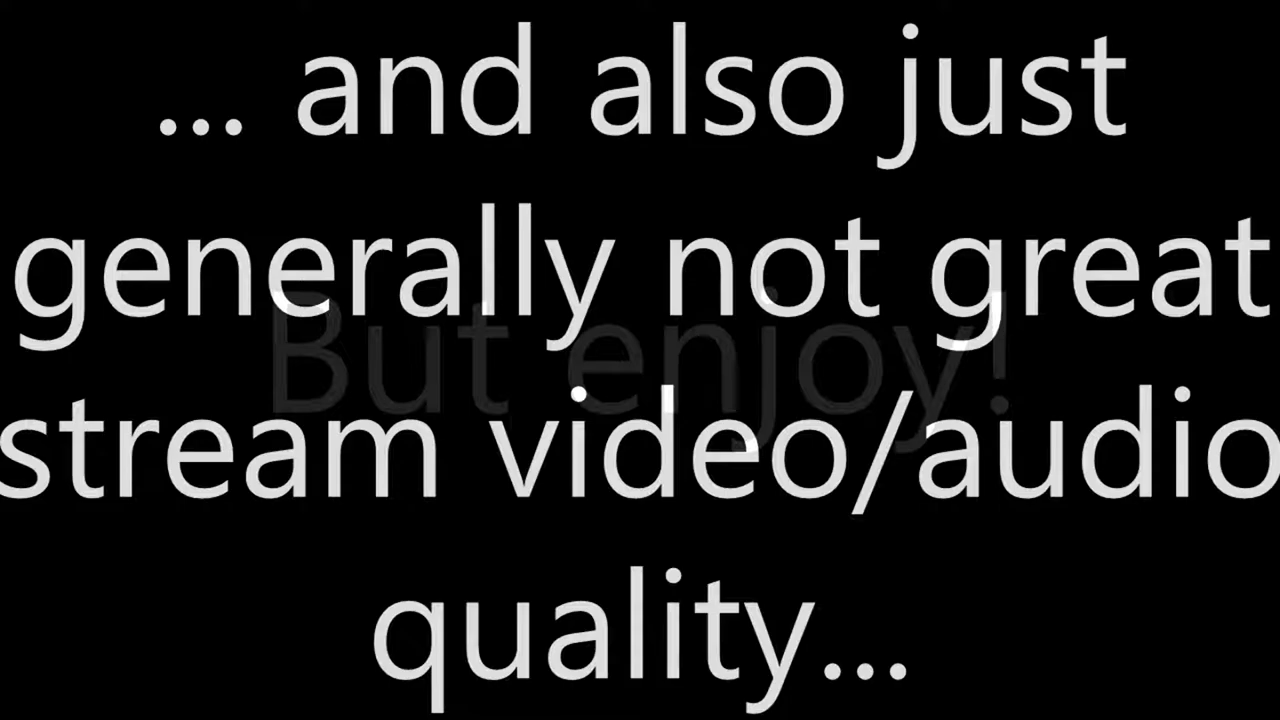 ... and also just
generally not great
But enjoy!
stream video/audio
quality...